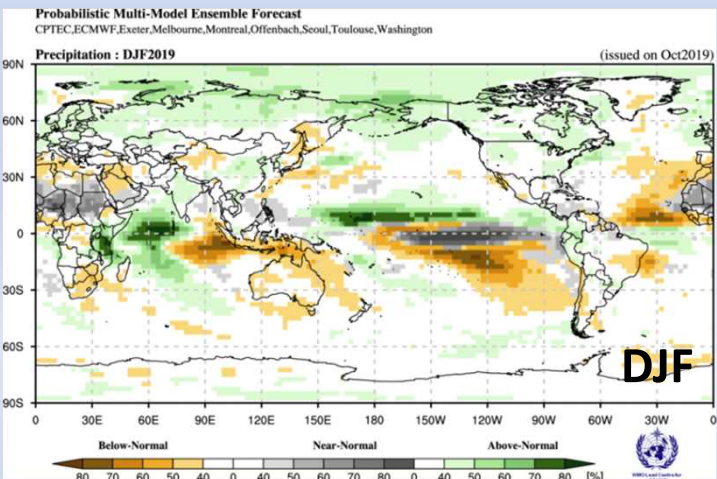 Probabilistic Multi-Model Ensemble Forecast
CPTEC,ECMWF,Exeter,Melbourne,Montreal,Offenbach,Seoul,Toulouse,Washington
Precipitation : DJF2019 (issued on Oct2019)
90N
60N
30N
0
30S
60S
90S
DJF
0 30E 60E 90E 120E 150E 180 150W 120W 90W 60W 30W 0
Below-Normal Near-Normal Above-Normal
80 70 60 50 40 0 40 50 60 70 80 0 40 50 60 70 80 [%]